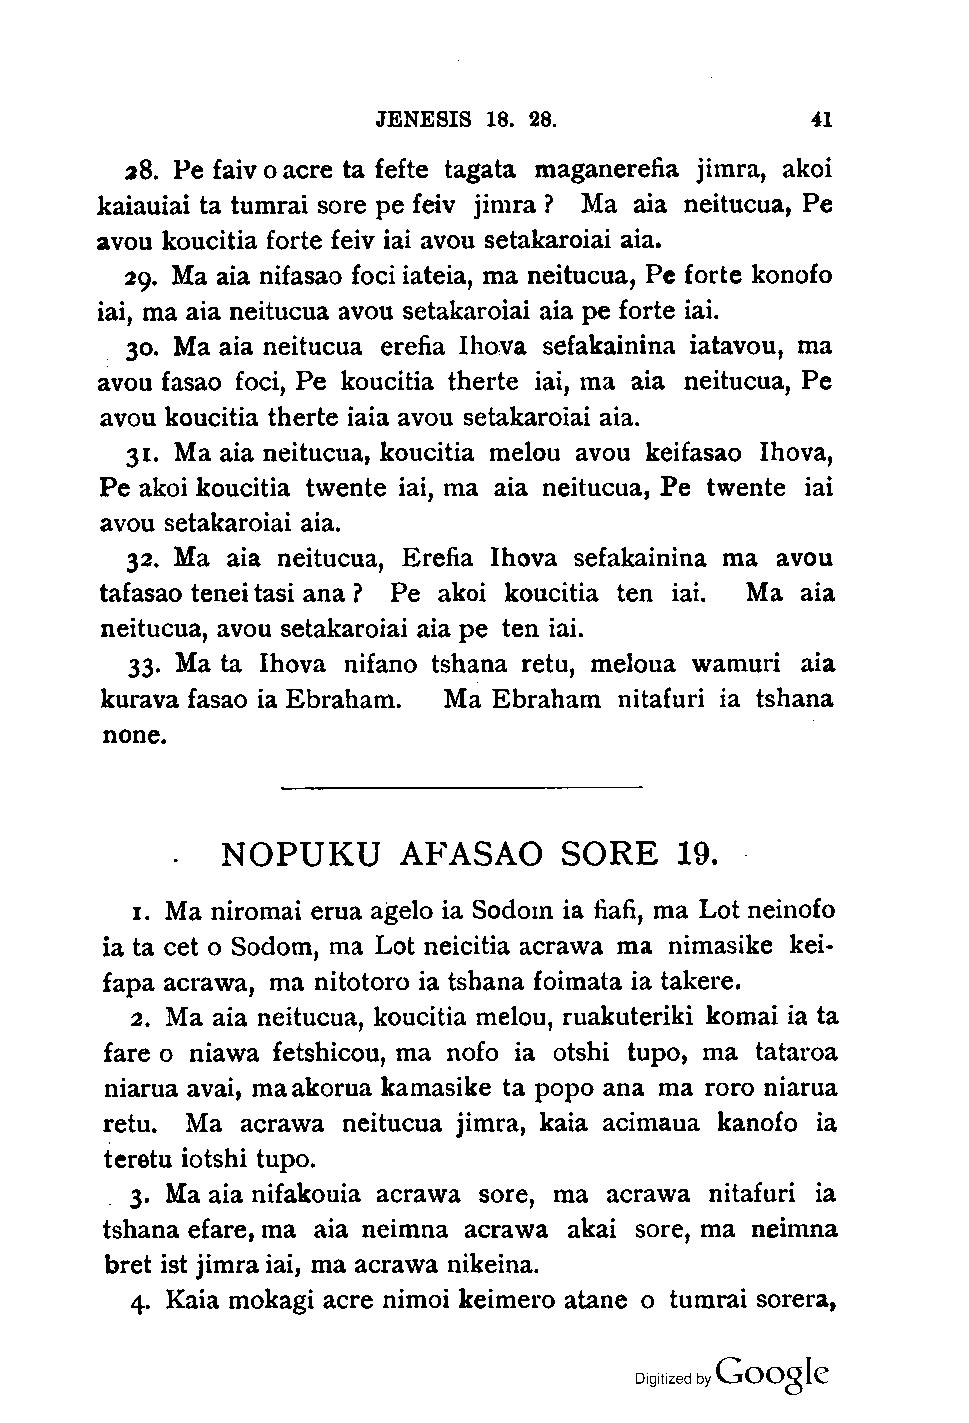 JENESIS 18. 28. 41
28. Pe faiv o acre ta fefte tagata maganerefia jimra, akoi
kaiauiai ta tumrai sore pe feiv jimra ? Ma aia neitucua, Pe
avou koucitia forte feiv iai avou setakaroiai aia.
29. Ma aia nifasao foci iateia, ma neitucua, Pe forte konofo
iai, ma aia neitucua avou setakaroiai aia pe forte iai.
30. Ma aia neitucua erefia Ihova sefakainina iatavou, ma
avou fasao foci, Pe koucitia therte iai, ma aia neitucua, Pe
avou koucitia therte iaia avou setakaroiai aia.
31. Ma aia neitucua, koucitia melou avou keifasao Ihova,
Pe akoi koucitia twente iai, ma aia neitucua, Pe twente iai
avou setakaroiai aia.
32. Ma aia neitucua, Erefia Ihova sefakainina ma avou
tafasao tenei tasi ana ? Pe akoi koucitia ten iai. Ma aia
neitucua, avou setakaroiai aia pe ten iai.
33. Ma ta Ihova nifano tshana retu, meloua wamuri aia
kurava fasao ia Ebraham. Ma Ebraham nitafuri ia tshana
none.
NOPUKU AFASAO SORE 19.
1. Ma niromai erua agelo ia Sodom ia fiafi, ma Lot neinofo
ia ta cet o Sodom, ma Lot neicitia acrawa ma nimasike kei-
fapa acrawa, ma nitotoro ia tshana foimata ia takere.
2. Ma aia neitucua, koucitia melou, ruakuteriki komai ia ta
fare o niawa fetshicou, ma nofo ia otshi tupo, ma tataroa
niarua avai, ma akorua kamasike ta popo ana ma roro niarua
retu. Ma acrawa neitucua jimra, kaia acimaua kanofo ia
teretu iotshi tupo.
3. Ma aia nifakouia acrawa sore, ma acrawa nitafuri ia
tshana efare, ma aia neimna acrawa akai sore, ma neimna
bret ist jimra iai, ma acrawa nikeina.
4. Kaia mokagi acre nimoi keimero atane o tumrai sorera,
Digitized by Google